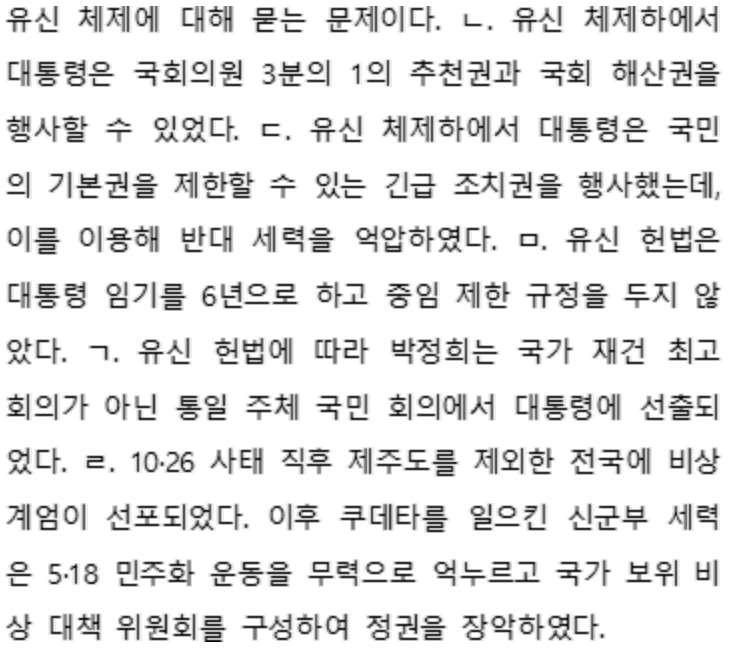 유신 체제에 대해 묻는 문제이다. ㄴ. 유신 체제하에서
대통령은 국회의원 3분의 1의 추천권과 국회 해산권을
행사할 수 있었다. ㄷ. 유신 체제하에서 대통령은 국민
의 기본권을 제한할 수 있는 긴급 조치권을 행사했는데,
이를 이용해 반대 세력을 억압하였다. ㅁ. 유신 헌법은
대통령 임기를 6년으로 하고 중임 제한 규정을 두지 않
았다. ㄱ. 유신 헌법에 따라 박정희는 국가 재건 최고
회의가 아닌 통일 주체 국민 회의에서 대통령에 선출되
었다. ㄹ. 10·26 사태 직후 제주도를 제외한 전국에 비상
계엄이 선포되었다. 이후 쿠데타를 일으킨 신군부 세력
은 5·18 민주화 운동을 무력으로 억누르고 국가 보위 비
상 대책 위원회를 구성하여 정권을 장악하였다.